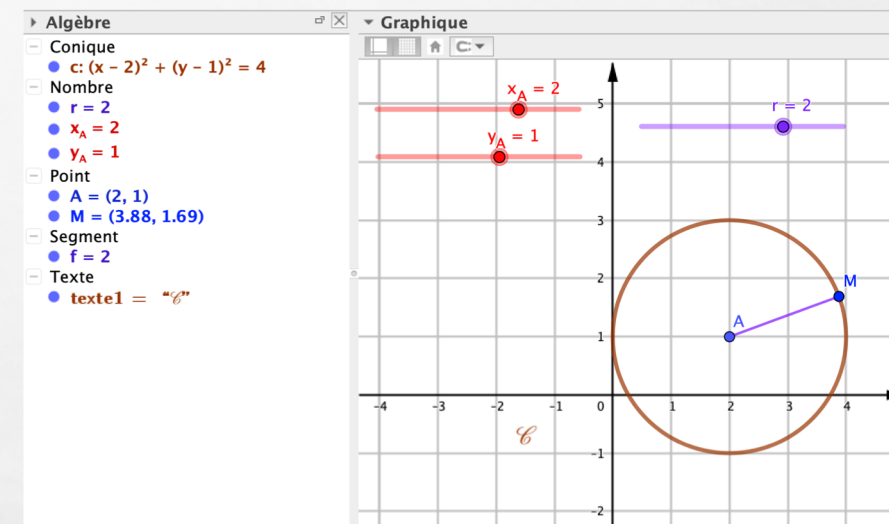 Algèbre
Conique
c: (x – 2)² + (y – 1)² = 4
Nombre
r = 2
x_A = 2
y_A = 1
Point
A = (2, 1)
M = (3.88, 1.69)
Segment
f = 2
Texte
texte1 = “𝒞”
Graphique
x_A = 2
y_A = 1
r = 2
5
4
3
2
1
–1
–2
–4 –3 –2 –1 0 1 2 3 4
A
M
𝒞